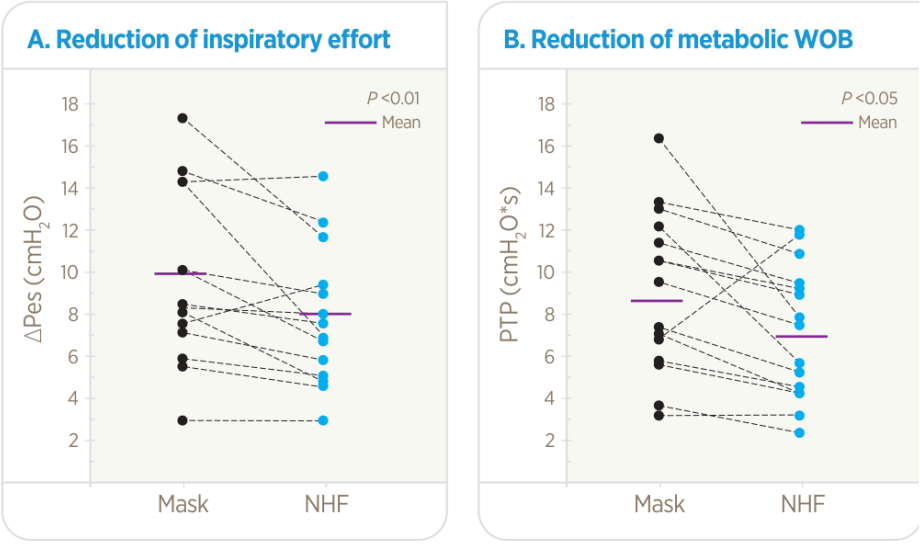 A. Reduction of inspiratory effort
P <0.01
Mean
18
16
14
12
10
8
6
4
2
ΔPes (cmH₂O)
Mask NHF
B. Reduction of metabolic WOB
P <0.05
Mean
18
16
14
12
10
8
6
4
2
PTP (cmH₂O*s)
Mask NHF